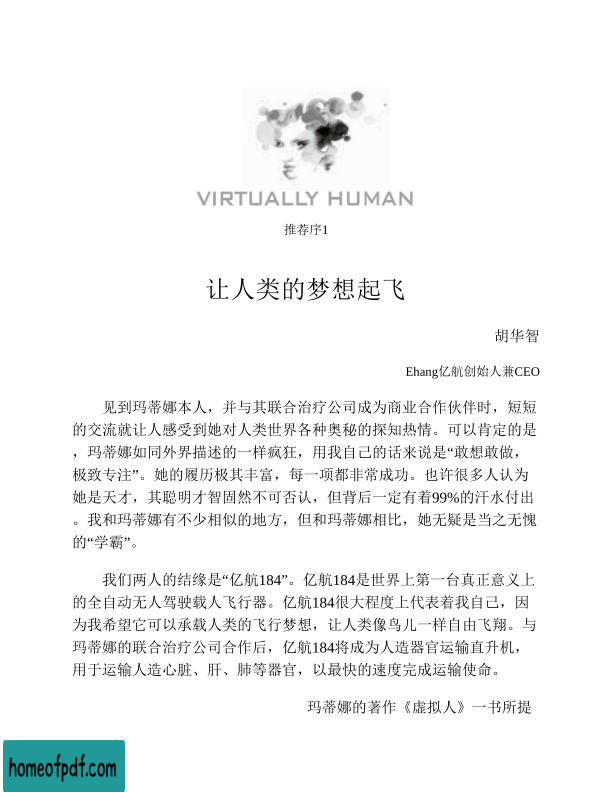 VIRTUALLY HUMAN
推荐序1
让人类的梦想起飞
胡华智
Ehang亿航创始人兼CEO
见到玛蒂娜本人，并与其联合治疗公司成为商业合作伙伴时，短短
的交流就让人感受到她对人类世界各种奥秘的探知热情。可以肯定的是
，玛蒂娜如同外界描述的一样疯狂，用我自己的话来说是“敢想敢做，
极致专注”。她的履历极其丰富，每一项都非常成功。也许很多人认为
她是天才，其聪明才智固然不可否认，但背后一定有着99%的汗水付出
。我和玛蒂娜有不少相似的地方，但和玛蒂娜相比，她无疑是当之无愧
的“学霸”。
我们两人的结缘是“亿航184”。亿航184是世界上第一台真正意义上
的全自动无人驾驶载人飞行器。亿航184很大程度上代表着我自己，因
为我希望它可以承载人类的飞行梦想，让人类像鸟儿一样自由飞翔。与
玛蒂娜的联合治疗公司合作后，亿航184将成为人造器官运输直升机，
用于运输人造心脏、肝、肺等器官，以最快的速度完成运输使命。
玛蒂娜的著作《虚拟人》一书所提
homeofpdf.com